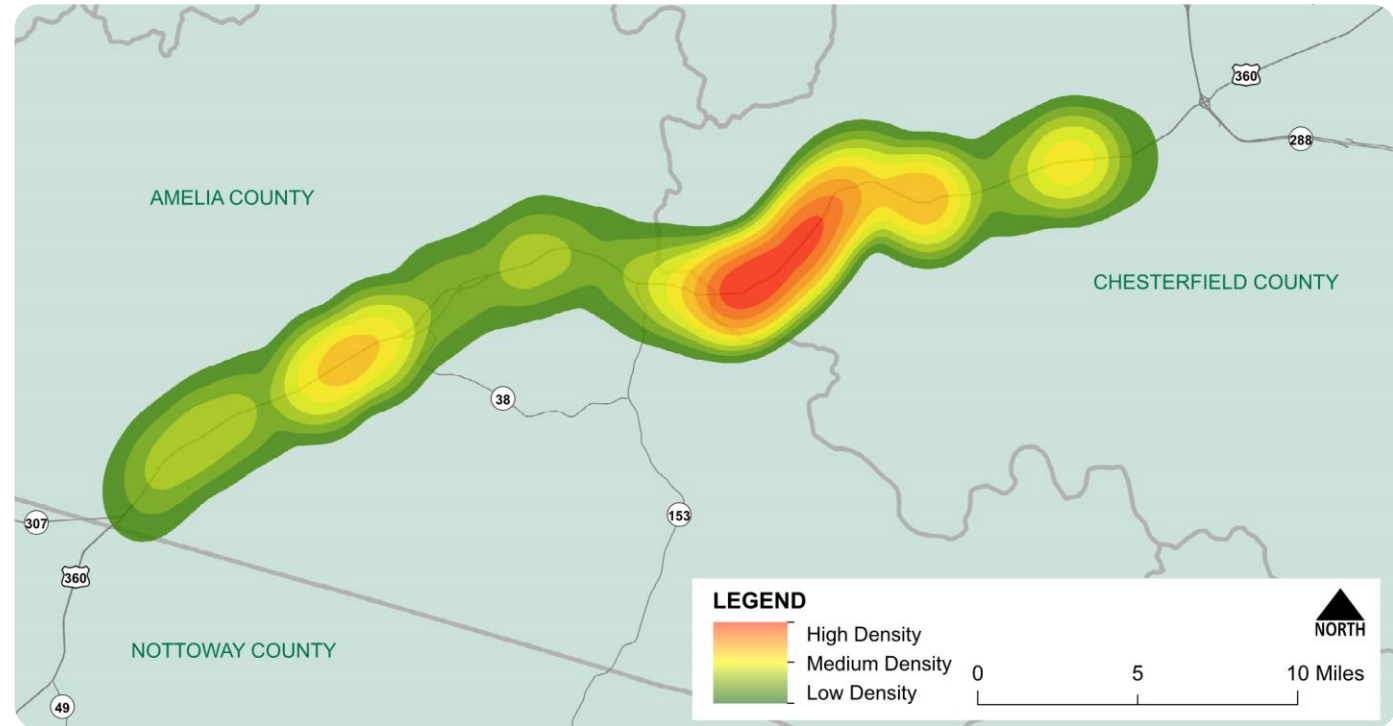 360
288
AMELIA COUNTY
CHESTERFIELD COUNTY
38
153
307
360
NOTTOWAY COUNTY
49
LEGEND
High Density
Medium Density
Low Density
NORTH
0 5 10 Miles